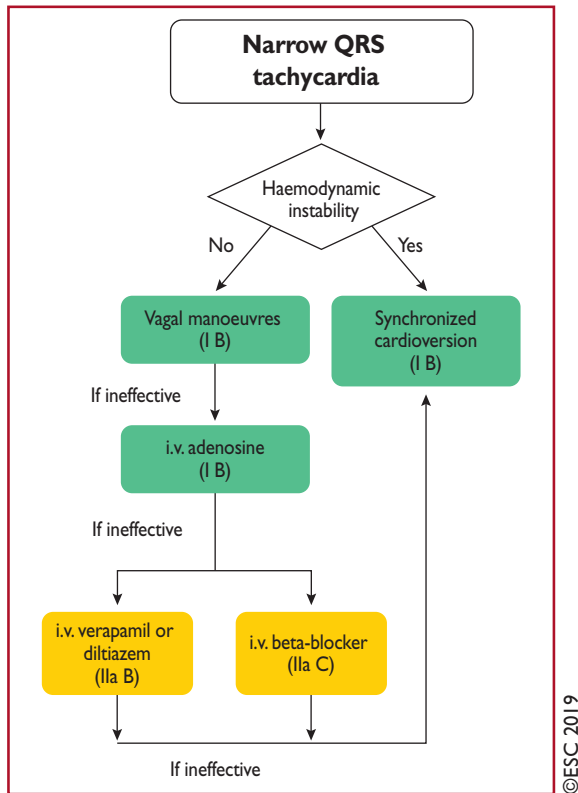 Narrow QRS
tachycardia
Haemodynamic
instability
No
Yes
Vagal manoeuvres
(I B)
Synchronized
cardioversion
(I B)
If ineffective
i.v. adenosine
(I B)
If ineffective
i.v. verapamil or
diltiazem
(IIa B)
i.v. beta-blocker
(IIa C)
If ineffective
©ESC 2019